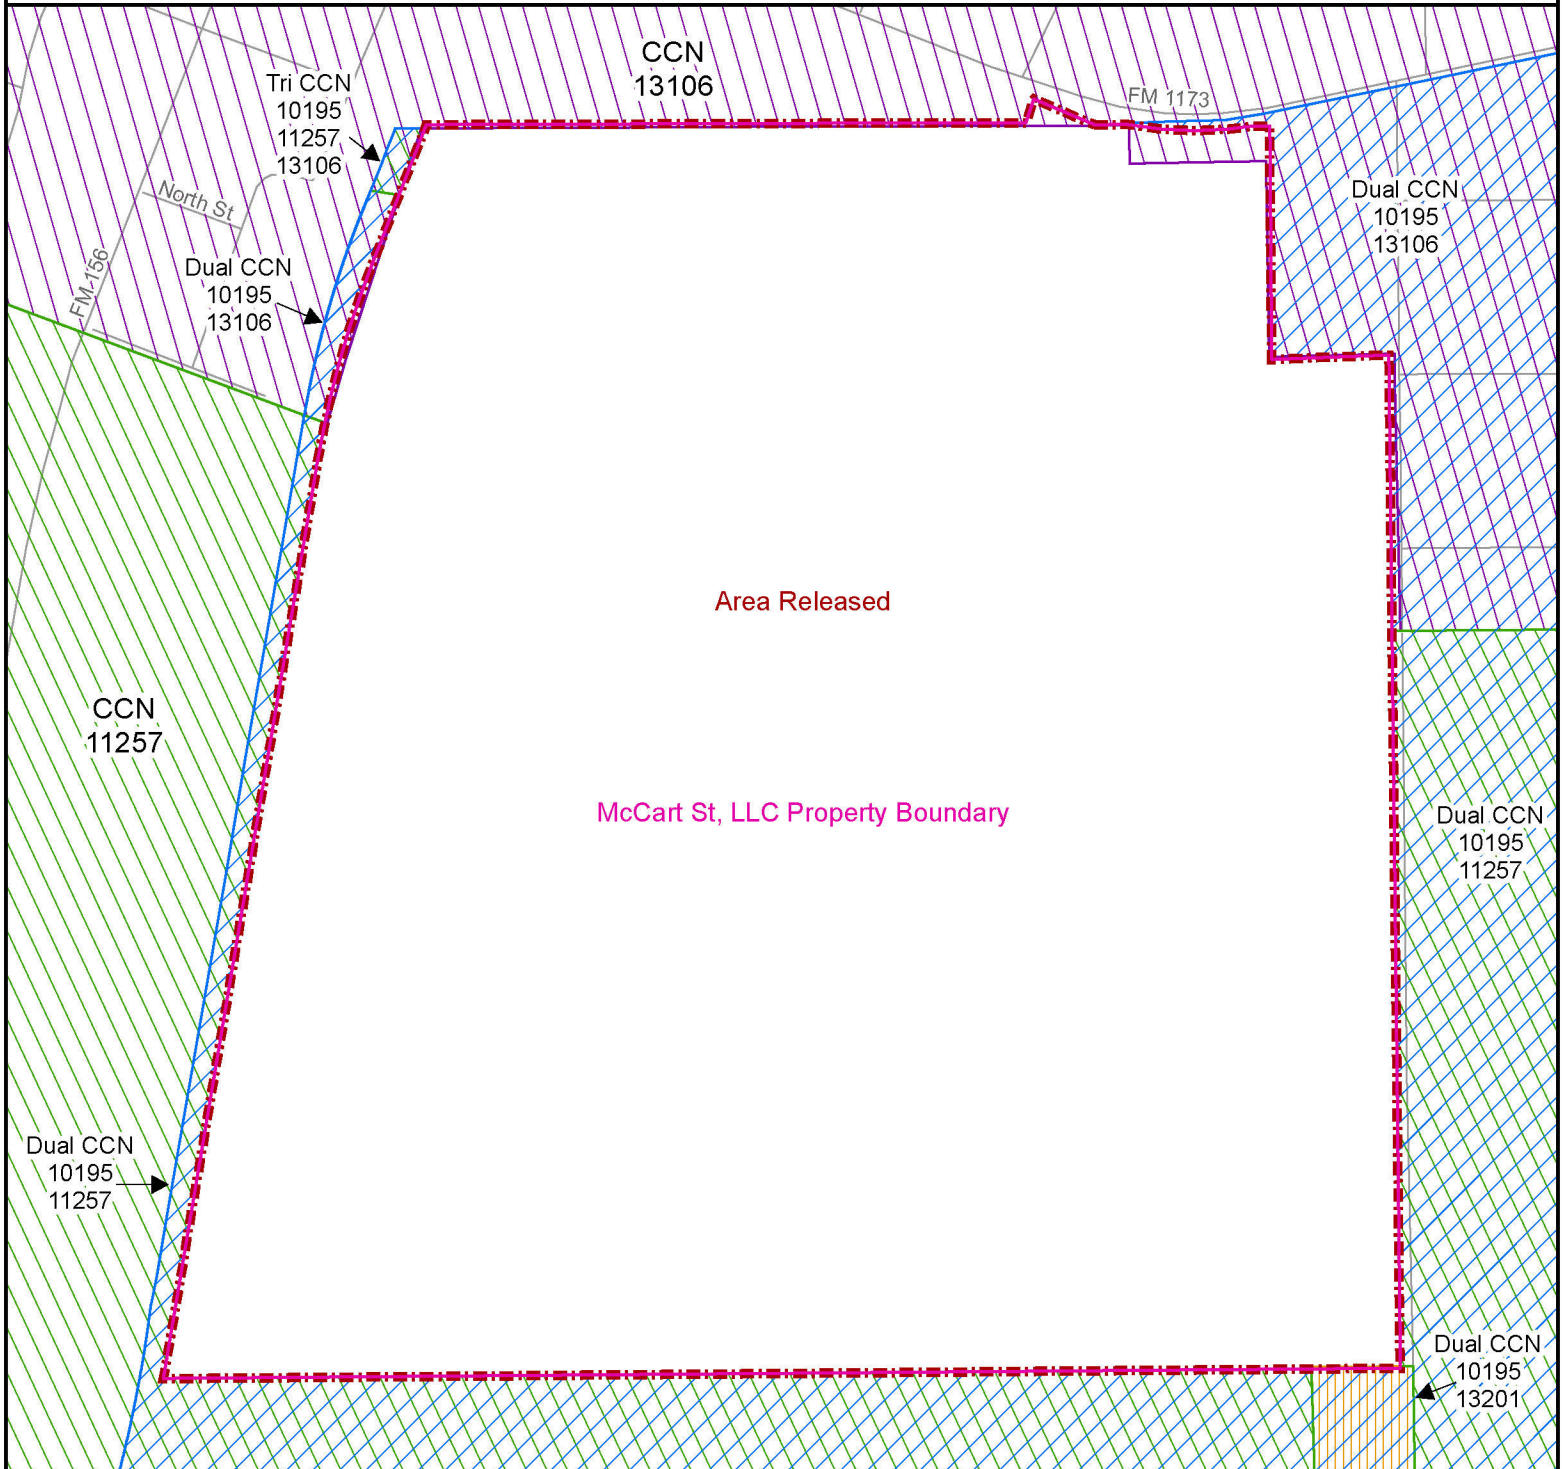 CCN
13106
Tri CCN
10195
11257
13106
FM 1173
North St
Dual CCN
10195
13106
FM 156
Dual CCN
10195
13106
Area Released
CCN
11257
McCart St, LLC Property Boundary
Dual CCN
10195
11257
Dual CCN
10195
11257
Dual CCN
10195
13201